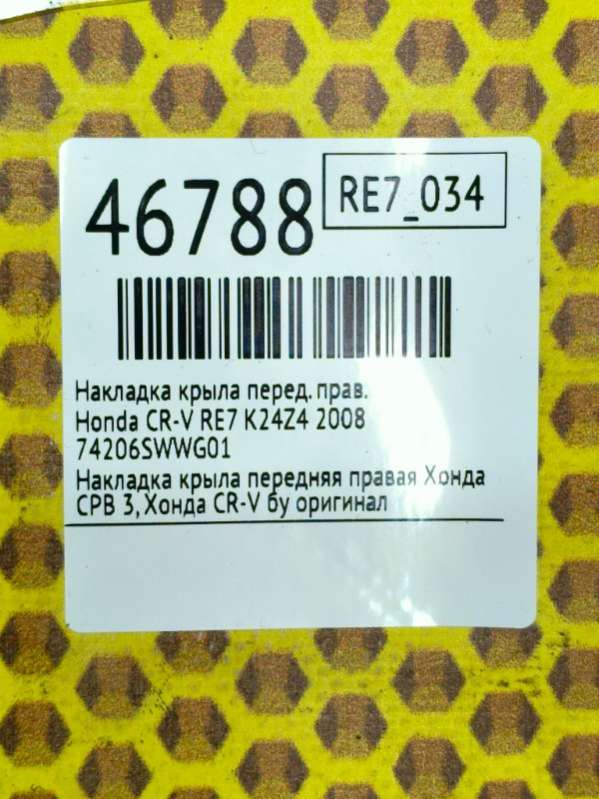 46788
RE7_034
Накладка крыла перед. прав.
Honda CR-V RE7 K24Z4 2008
74206SWWG01
Накладка крыла передняя правая Хонда
СРВ 3, Хонда CR-V бу оригинал